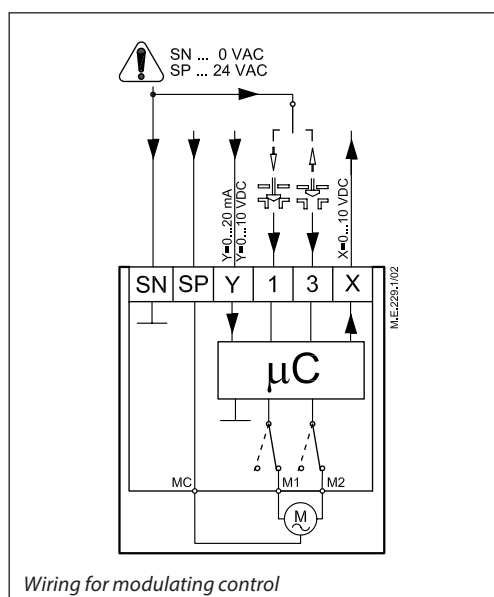 SN ... 0 VAC
SP ... 24 VAC
Y=0...20 mA
Y=0...10 VDC
X=0...10 VDC
SN SP Y 1 3 X
M.E.229.1/02
µC
MC M1 M2
M
Wiring for modulating control